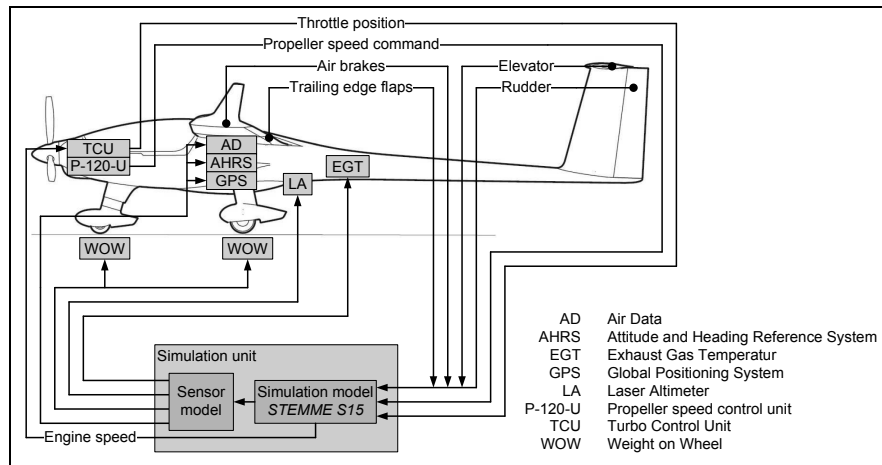 Throttle position
Propeller speed command
Air brakes
Elevator
Trailing edge flaps
Rudder
TCU
AD
P-120-U
AHRS
EGT
GPS
LA
WOW
WOW
AD Air Data
AHRS Attitude and Heading Reference System
EGT Exhaust Gas Temperatur
GPS Global Positioning System
LA Laser Altimeter
P-120-U Propeller speed control unit
TCU Turbo Control Unit
WOW Weight on Wheel
Simulation unit
Sensor
model
Simulation model
STEMME S15
Engine speed